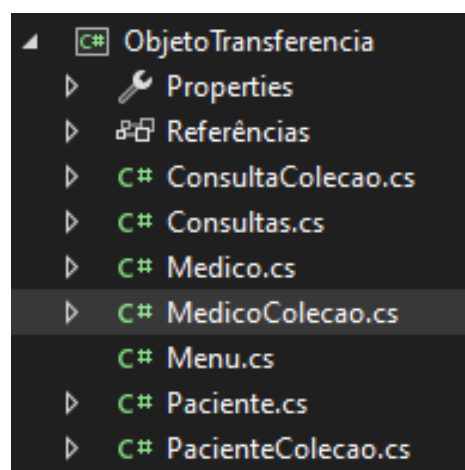 C# ObjetoTransferencia
Properties
Referências
C# ConsultaColecao.cs
C# Consultas.cs
C# Medico.cs
C# MedicoColecao.cs
C# Menu.cs
C# Paciente.cs
C# PacienteColecao.cs